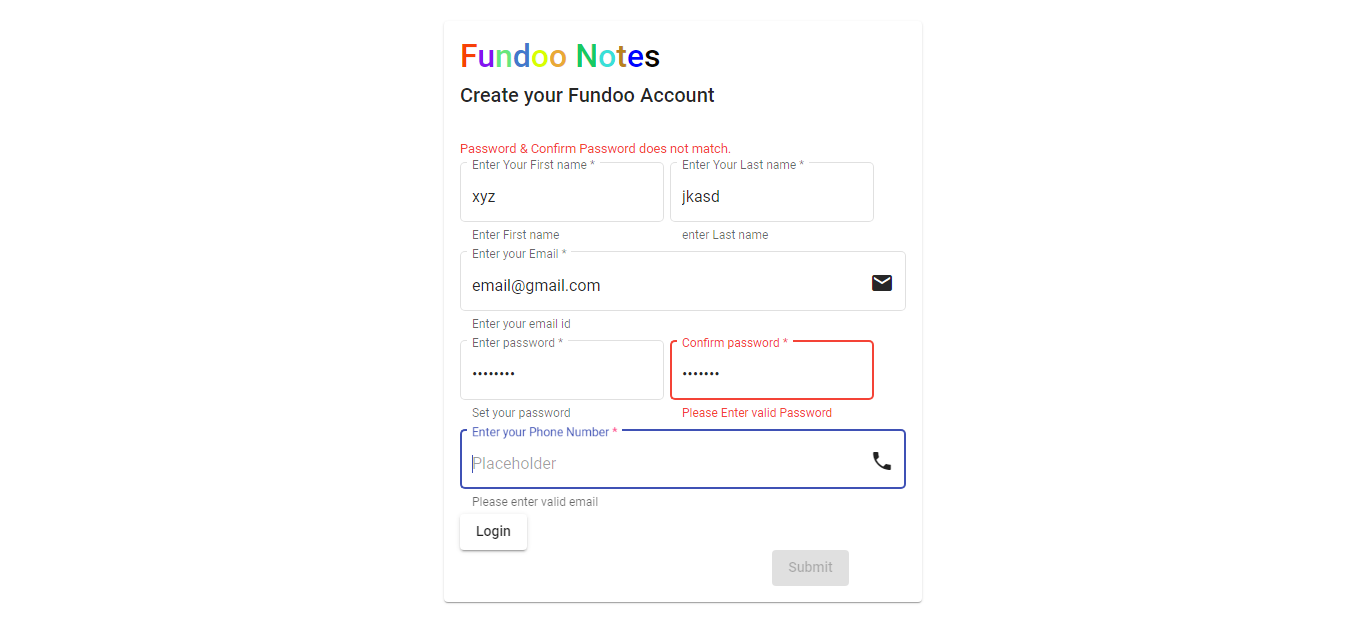 Fundoo Notes
Create your Fundoo Account
Password & Confirm Password does not match.
Enter Your First name * Enter Your Last name *
xyz jkasd
Enter First name enter Last name
Enter your Email *
email@gmail.com
Enter your email id
Enter password * Confirm password *
•••••••• •••••••
Set your password Please Enter valid Password
Enter your Phone Number *
Placeholder
Please enter valid email
Login
Submit